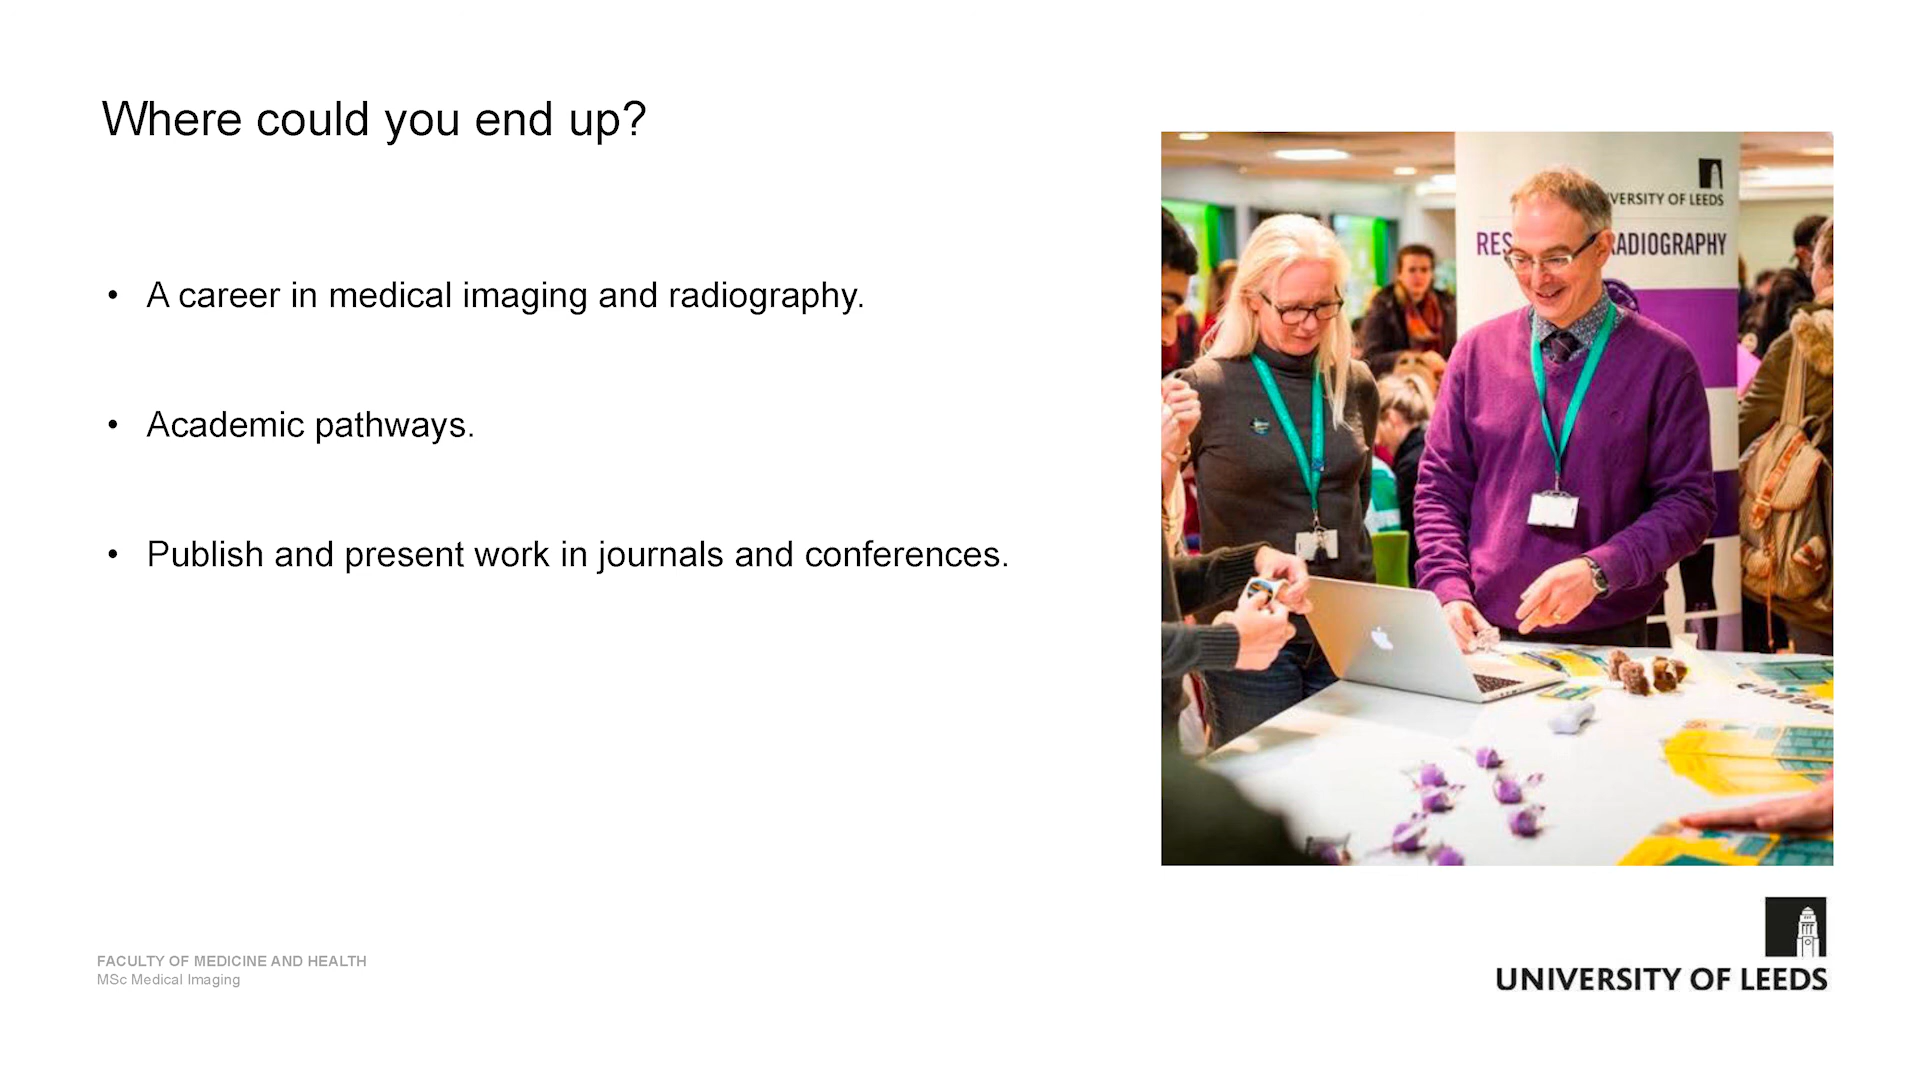 Where could you end up?
• A career in medical imaging and radiography.
• Academic pathways.
• Publish and present work in journals and conferences.
VERSITY OF LEEDS
RES ADIOGRAPHY
FACULTY OF MEDICINE AND HEALTH
MSc Medical Imaging
UNIVERSITY OF LEEDS